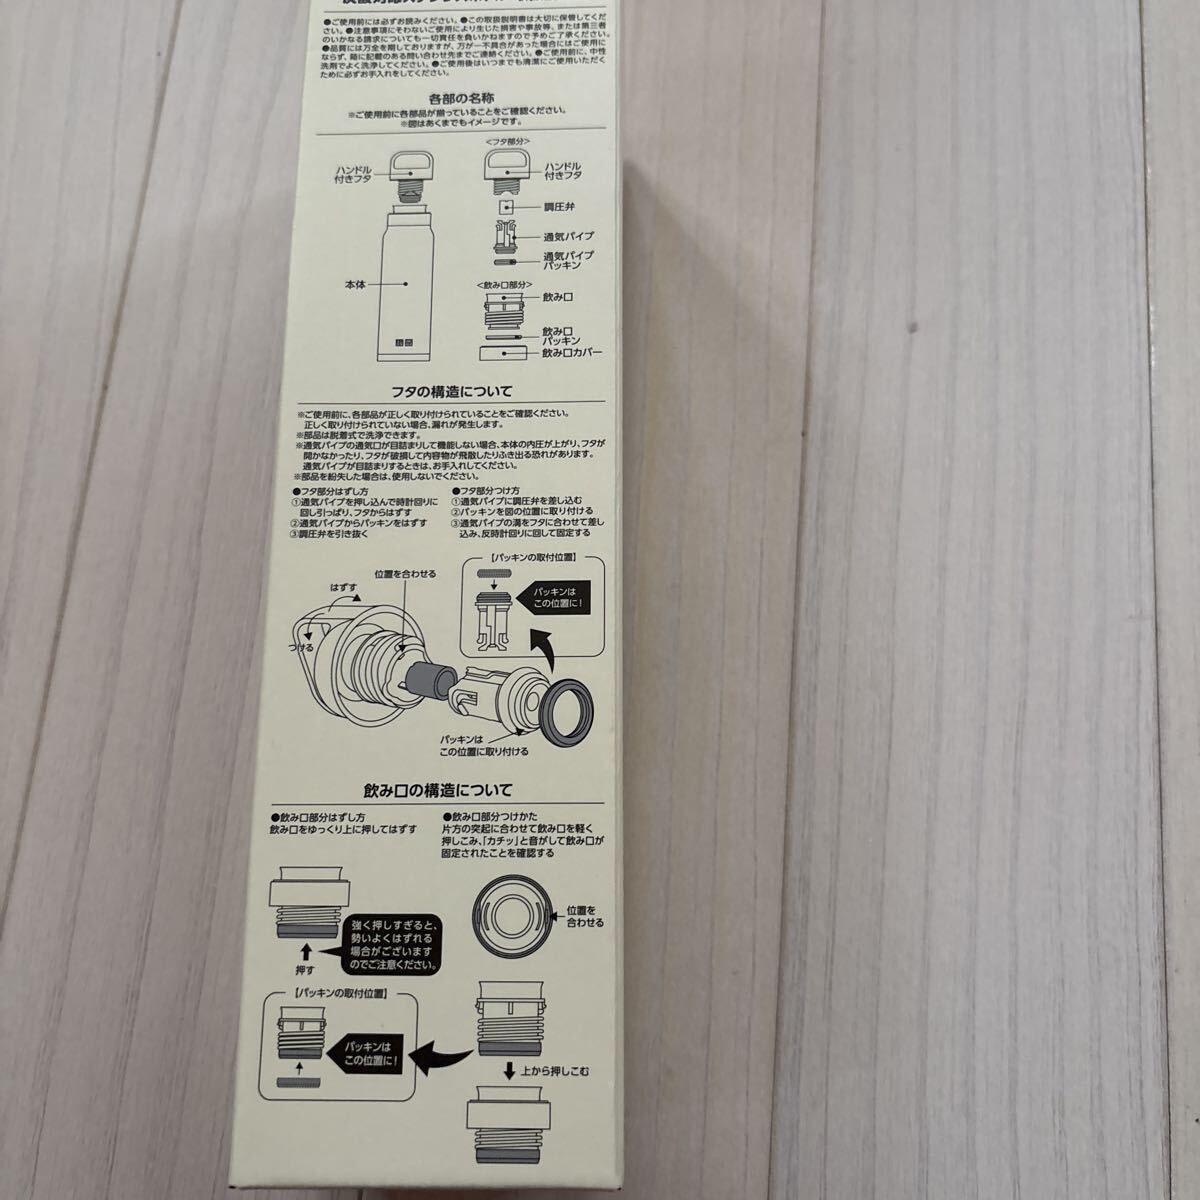 ●ご使用前には必ずお読みください。●この取扱説明書は大切に保管してくだ
さい。●注意事項にそわないご使用により生じた損害や事故等、または第三者
のいかなる請求についても一切責任を負いかねますので予めご了承ください。
●品質には万全を期しておりますが、万が一不具合があった場合にはご使用に
ならず、箱に記載のある問い合わせ先までご連絡ください。●ご使用前に、中性
洗剤でよく洗浄してください。●ご使用後はいつまでも清潔にご使用いただく
ために必ずお手入れをしてください。
各部の名称
※ご使用前に各部品が揃っていることをご確認ください。
※図はあくまでもイメージです。
ハンドル
付きフタ
本体
<フタ部分>
ハンドル
付きフタ
調圧弁
通気パイプ
通気パイプ
パッキン
<飲み口部分>
飲み口
飲み口
パッキン
飲み口カバー
フタの構造について
※ご使用前に、各部品が正しく取り付けられていることをご確認ください。
正しく取り付けられていない場合、漏れが発生します。
※部品は脱着式で洗浄できます。
※通気パイプの通気口が目詰まりして機能しない場合、本体の内圧が上がり、フタが
開かなかったり、フタが破損して内容物が飛散したりふき出る恐れがあります。
通気パイプが目詰まりするときは、お手入れしてください。
※部品を紛失した場合は、使用しないでください。
●フタ部分はずし方
①通気パイプを押し込んで時計回りに
回し引っぱり、フタからはずす
②通気パイプからパッキンをはずす
③調圧弁を引き抜く
●フタ部分つけ方
①通気パイプに調圧弁を差し込む
②パッキンを図の位置に取り付ける
③通気パイプの溝をフタに合わせて差し
込み、反時計回りに回して固定する
【パッキンの取付位置】
パッキンは
この位置に!
位置を合わせる
はずす
つける
パッキンは
この位置に取り付ける
飲み口の構造について
●飲み口部分はずし方
飲み口をゆっくり上に押してはずす
●飲み口部分つけかた
片方の突起に合わせて飲み口を軽く
押しこみ、「カチッ」と音がして飲み口が
固定されたことを確認する
位置を
合わせる
強く押しすぎると、
勢いよくはずれる
場合がございます
のでご注意ください。
押す
【パッキンの取付位置】
パッキンは
この位置に!
上から押しこむ